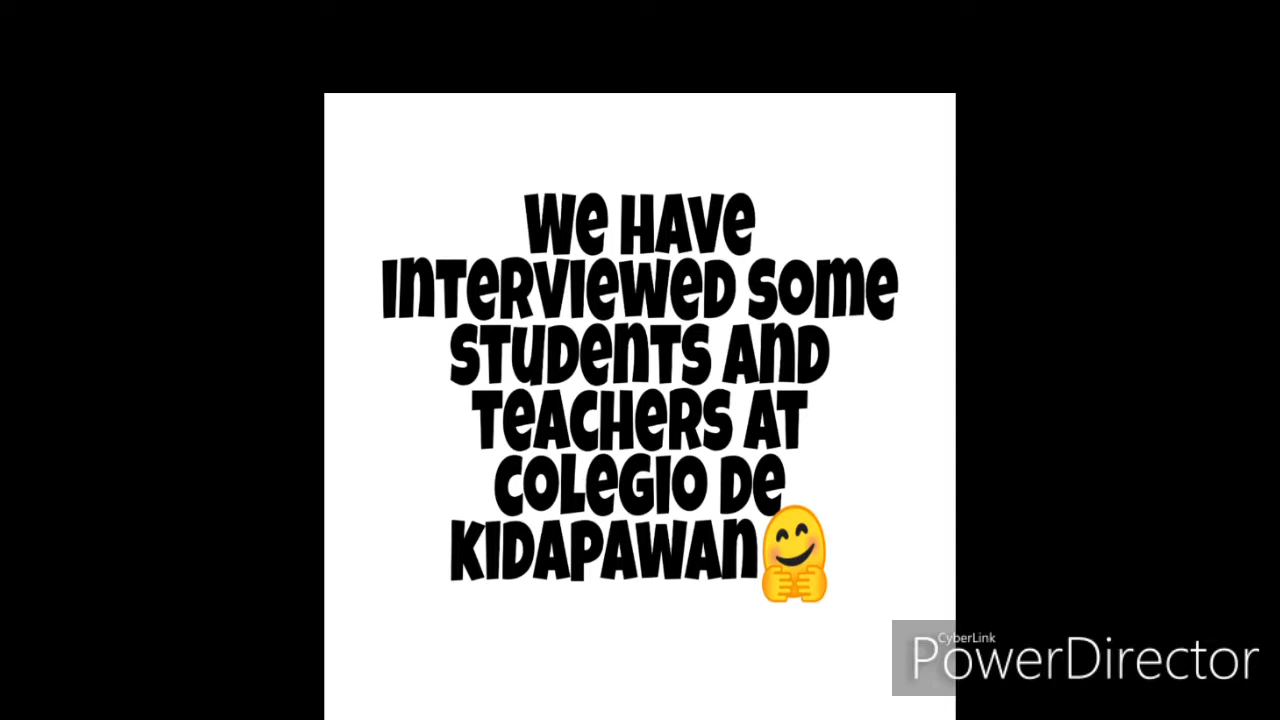 We Have
Interviewed some
students and
teachers at
colegio de
Kidapawan🤗
CyberLink
PowerDirector